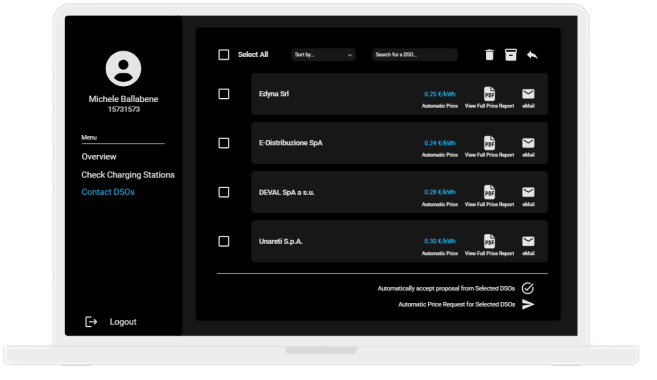 Michele Ballabene
15731573
Menu
Overview
Check Charging Stations
Contact DSOs
Logout
Select All
Sort by...
Search for a DSO...
Edyna Srl
0.25 €/kWh
PDF
Automatic Price
View Full Price Report
eMail
E-Distribuzione SpA
0.24 €/kWh
PDF
Automatic Price
View Full Price Report
eMail
DEVAL SpA a s.u.
0.28 €/kWh
PDF
Automatic Price
View Full Price Report
eMail
Unareti S.p.A.
0.30 €/kWh
PDF
Automatic Price
View Full Price Report
eMail
Automatically accept proposal from Selected DSOs
Automatic Price Request for Selected DSOs